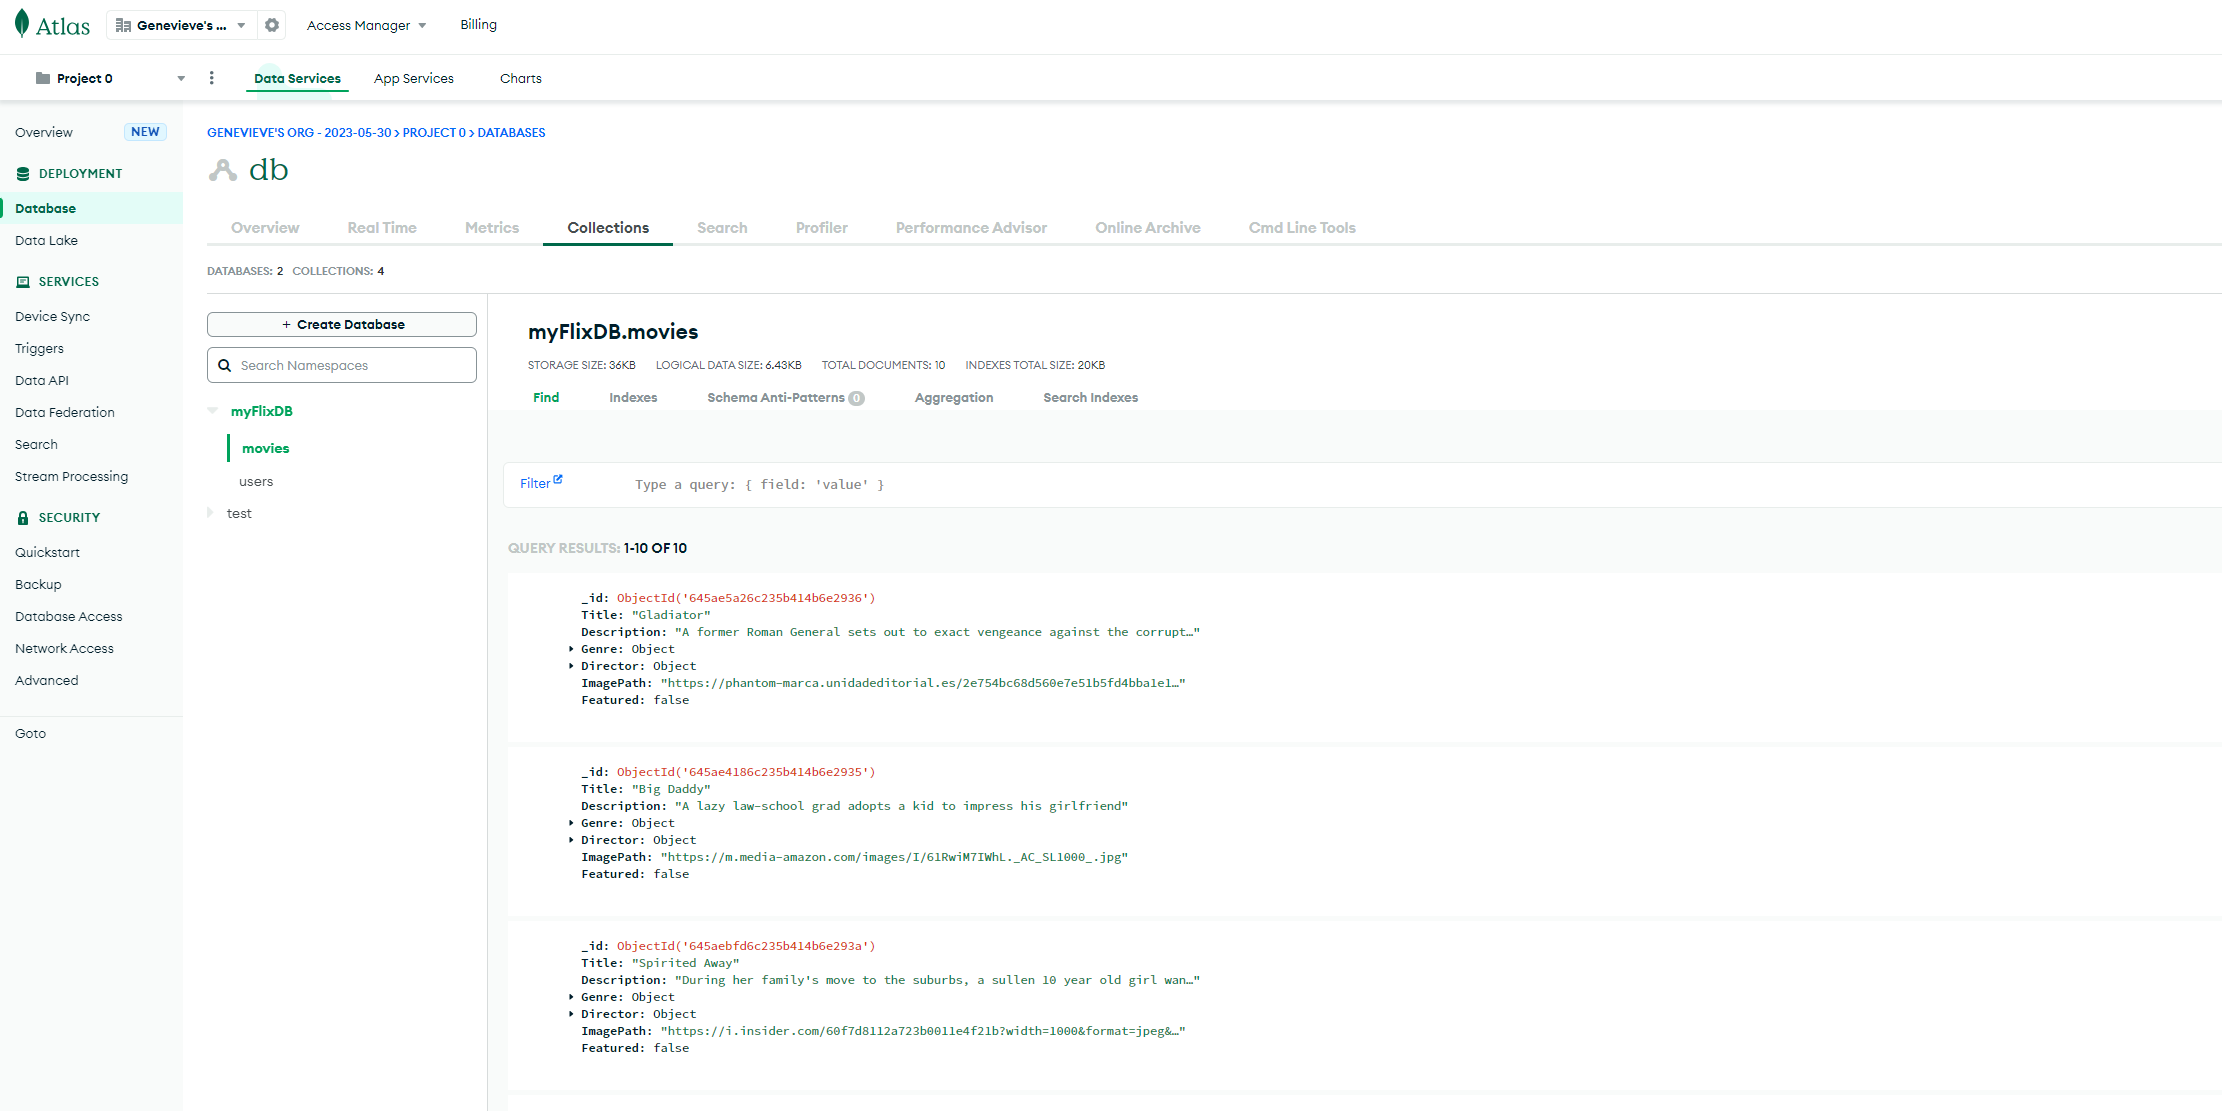 Atlas
Genevieve's ...
Access Manager
Billing
Project 0
Data Services
App Services
Charts
Overview
NEW
DEPLOYMENT
Database
Data Lake
SERVICES
Device Sync
Triggers
Data API
Data Federation
Search
Stream Processing
SECURITY
Quickstart
Backup
Database Access
Network Access
Advanced
Goto
GENEVIEVE'S ORG - 2023-05-30 > PROJECT 0 > DATABASES
db
Overview
Real Time
Metrics
Collections
Search
Profiler
Performance Advisor
Online Archive
Cmd Line Tools
DATABASES: 2 COLLECTIONS: 4
+ Create Database
Search Namespaces
myFlixDB
movies
users
test
myFlixDB.movies
STORAGE SIZE: 36KB LOGICAL DATA SIZE: 6.43KB TOTAL DOCUMENTS: 10 INDEXES TOTAL SIZE: 20KB
Find
Indexes
Schema Anti-Patterns 0
Aggregation
Search Indexes
Filter
Type a query: { field: 'value' }
QUERY RESULTS: 1-10 OF 10
_id: ObjectId('645ae5a26c235b414b6e2936')
Title: "Gladiator"
Description: "A former Roman General sets out to exact vengeance against the corrupt…"
Genre: Object
Director: Object
ImagePath: "https://phantom-marca.unidadeditorial.es/2e754bc68d560e7e51b5fd4bba1e1…"
Featured: false
_id: ObjectId('645ae4186c235b414b6e2935')
Title: "Big Daddy"
Description: "A lazy law-school grad adopts a kid to impress his girlfriend"
Genre: Object
Director: Object
ImagePath: "https://m.media-amazon.com/images/I/61RwiM7IWhL._AC_SL1000_.jpg"
Featured: false
_id: ObjectId('645aebfd6c235b414b6e293a')
Title: "Spirited Away"
Description: "During her family's move to the suburbs, a sullen 10 year old girl wan…"
Genre: Object
Director: Object
ImagePath: "https://i.insider.com/60f7d8112a723b0011e4f21b?width=1000&format=jpeg&…"
Featured: false